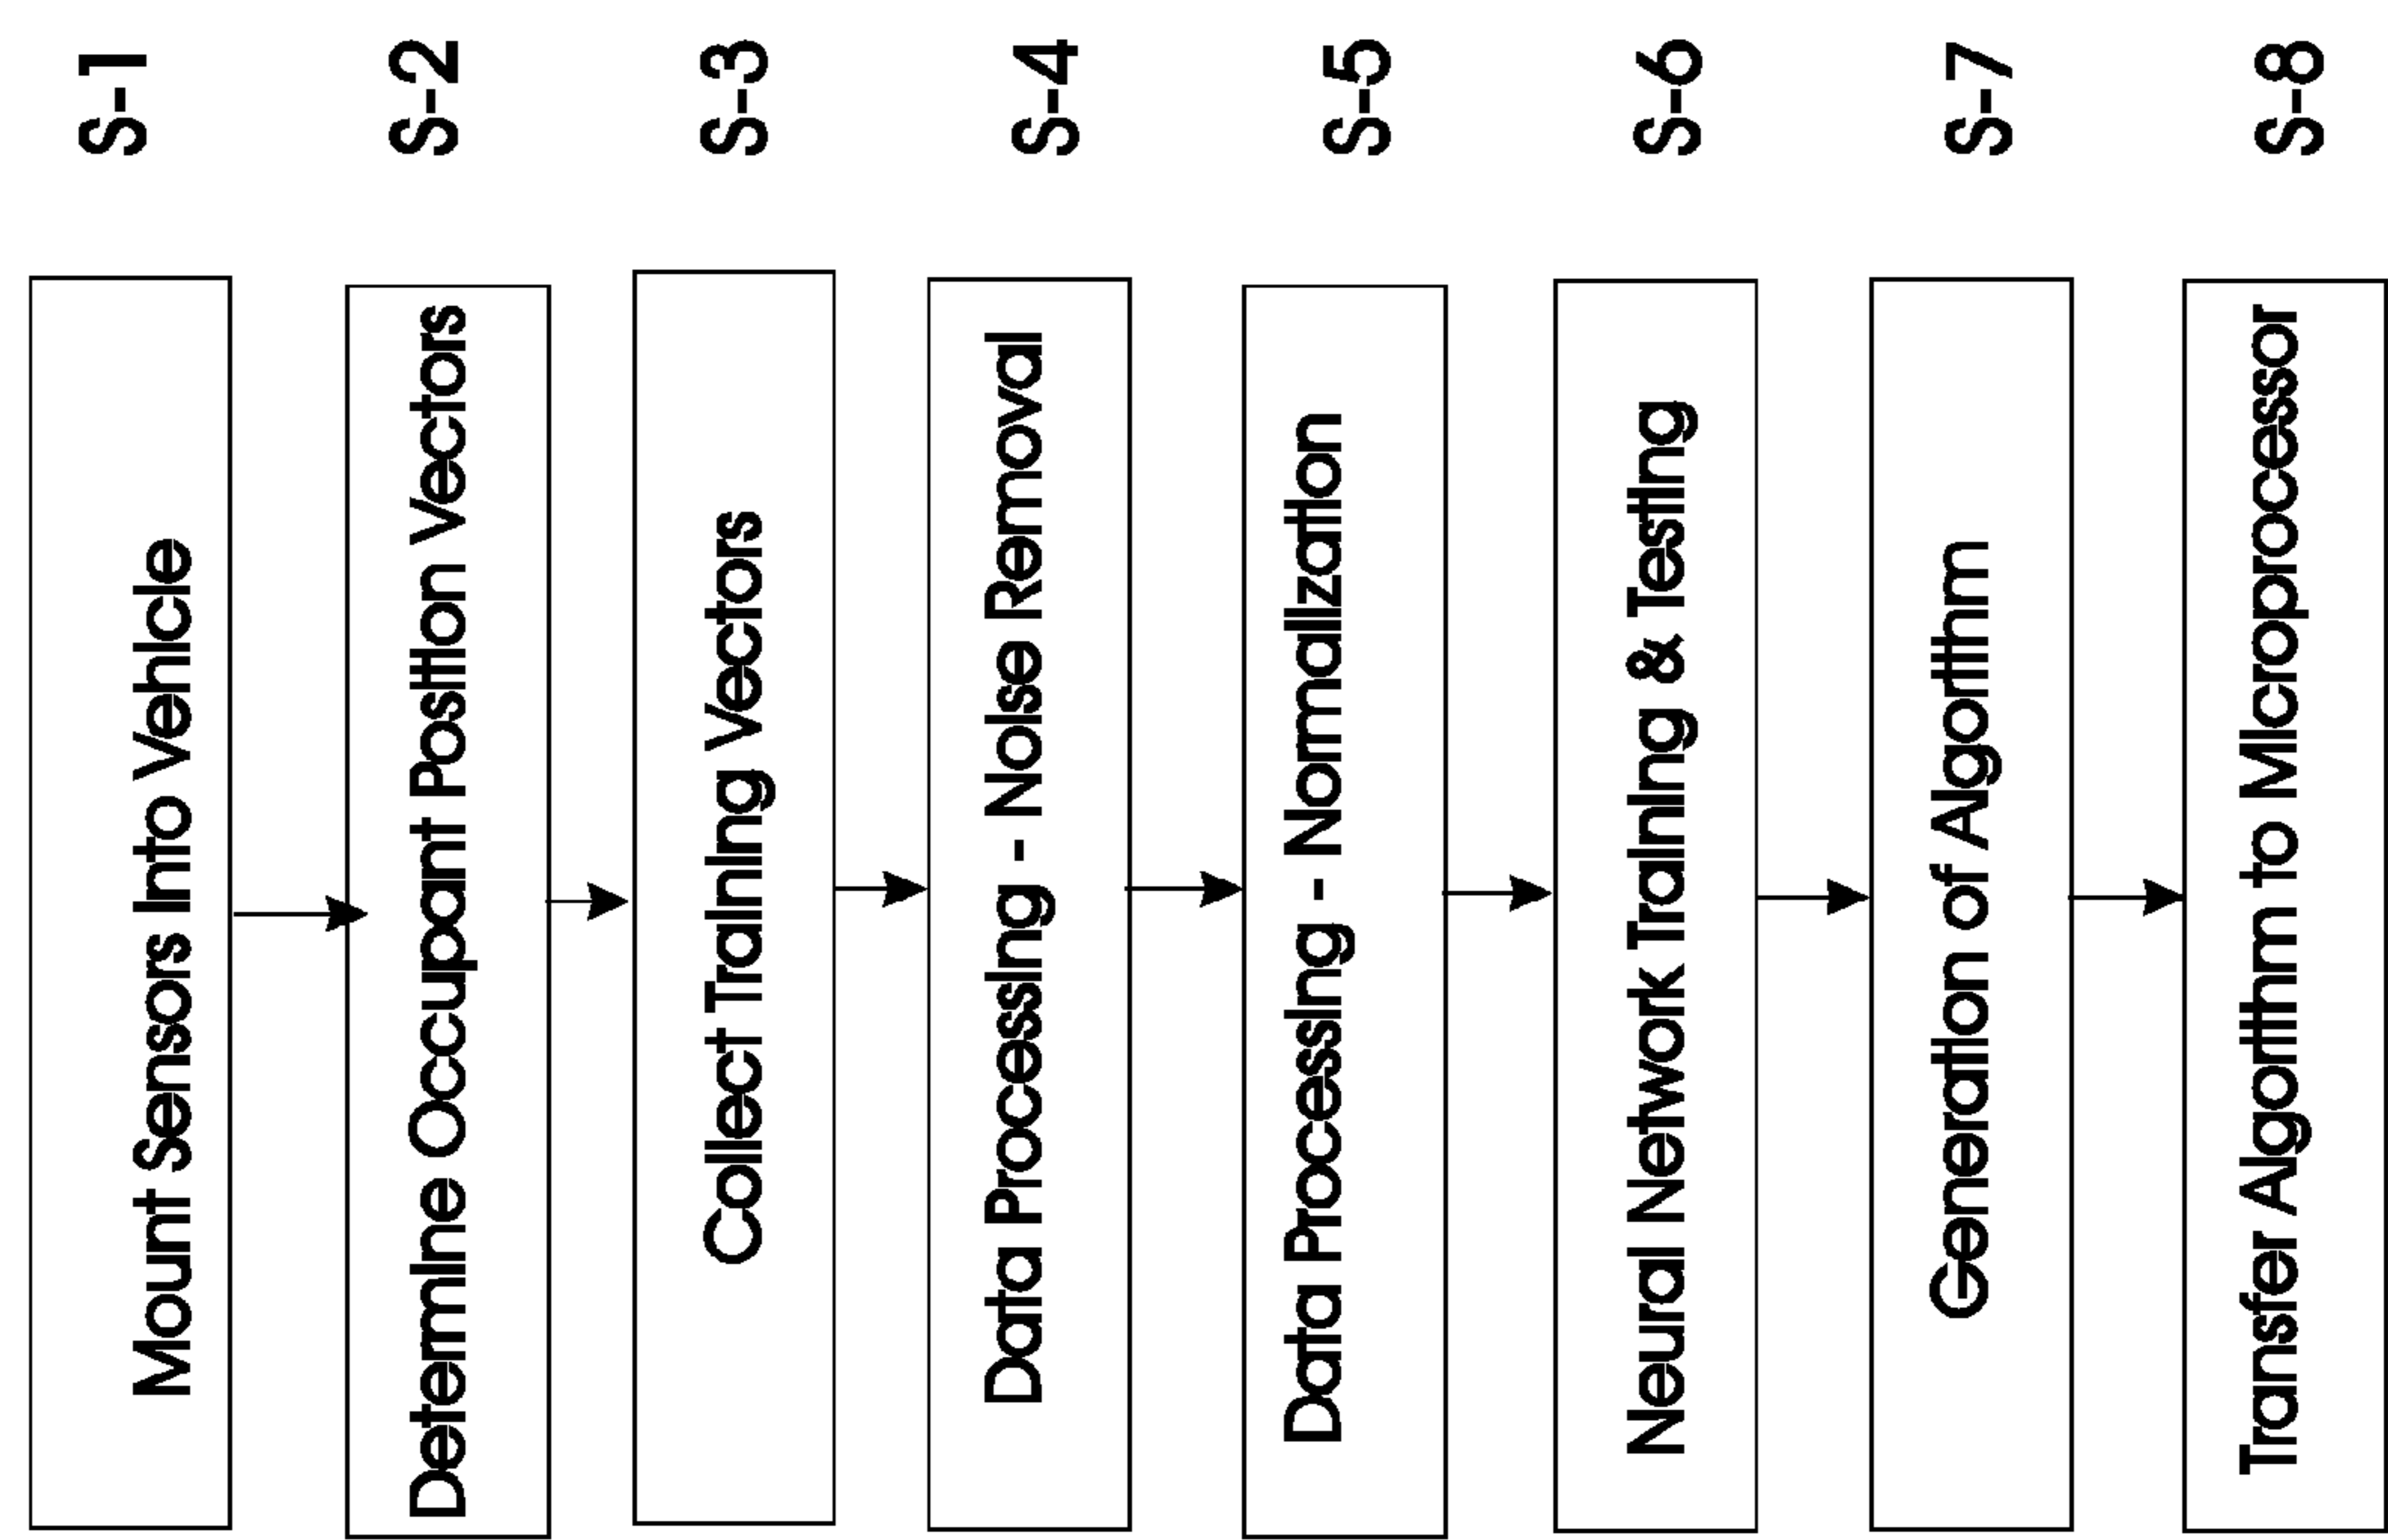 Mount Sensors Into Vehicle
S-1
Determine Occupant Position Vectors
S-2
Collect Training Vectors
S-3
Data Processing - Noise Removal
S-4
Data Processing - Normalization
S-5
Neural Network Training & Testing
S-6
Generation of Algorithm
S-7
Transfer Algorithm to Microprocessor
S-8